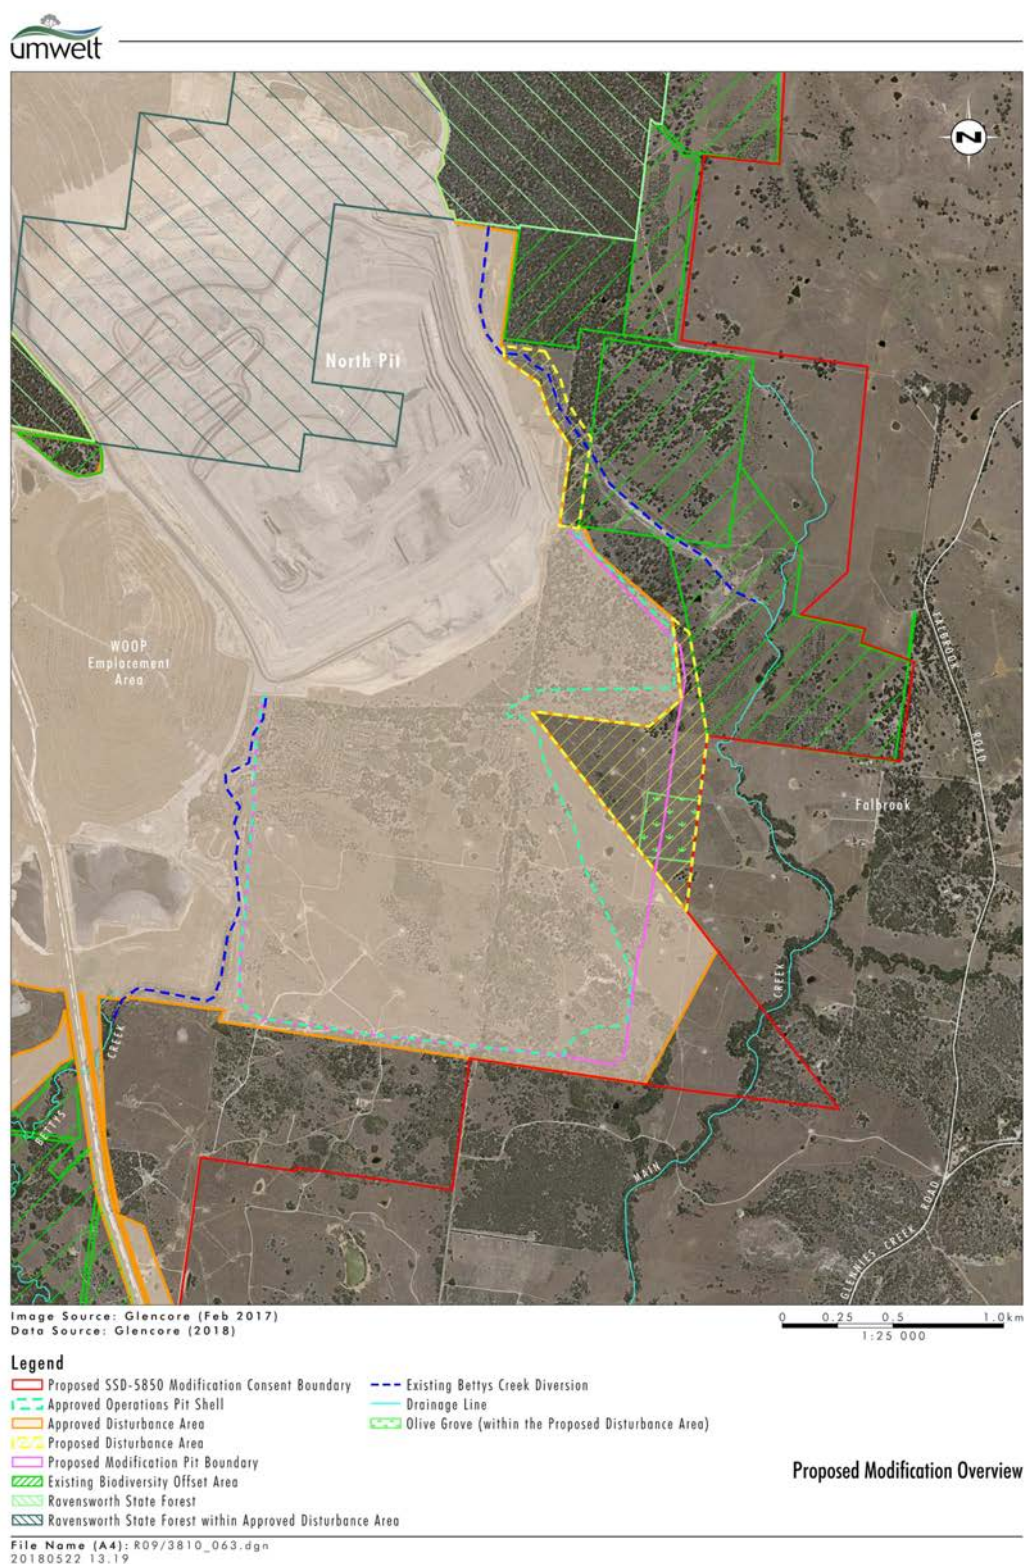 umwelt
N
North Pit
WOOP
Emplacement
Area
FALBROOK
ROAD
Falbrook
CREEK
CREEK
BETTYS
MAIN
GLENNIES CREEK ROAD
Image Source: Glencore (Feb 2017)
Data Source: Glencore (2018)
0 0.25 0.5 1.0km
1:25 000
Legend
Proposed SSD-5850 Modification Consent Boundary
Approved Operations Pit Shell
Approved Disturbance Area
Proposed Disturbance Area
Proposed Modification Pit Boundary
Existing Biodiversity Offset Area
Ravensworth State Forest
Ravensworth State Forest within Approved Disturbance Area
Existing Bettys Creek Diversion
Drainage Line
Olive Grove (within the Proposed Disturbance Area)
Proposed Modification Overview
File Name (A4): R09/3810_063.dgn
20180522 13.19